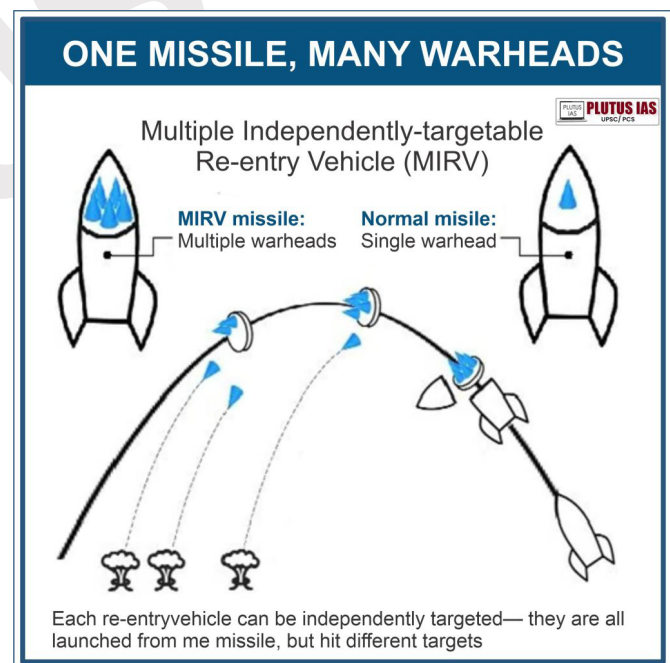 ONE MISSILE, MANY WARHEADS
PLUTUS IAS
PLUTUS IAS
UPSC/ PCS
Multiple Independently-targetable
Re-entry Vehicle (MIRV)
MIRV missile:
Multiple warheads
Normal misile:
Single warhead
Each re-entryvehicle can be independently targeted— they are all
launched from me missile, but hit different targets